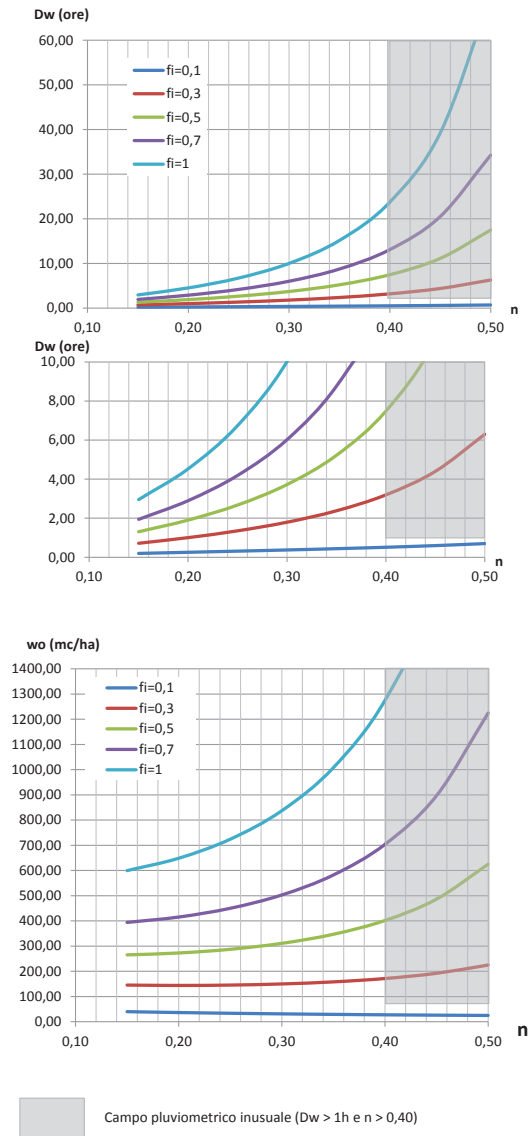 Dw (ore)
60,00
50,00
40,00
30,00
20,00
10,00
0,00
fi=0,1
fi=0,3
fi=0,5
fi=0,7
fi=1
0,10 0,20 0,30 0,40 0,50
n
Dw (ore)
10,00
8,00
6,00
4,00
2,00
0,00
0,10 0,20 0,30 0,40 0,50
n
wo (mc/ha)
1400,00
1300,00
1200,00
1100,00
1000,00
900,00
800,00
700,00
600,00
500,00
400,00
300,00
200,00
100,00
0,00
fi=0,1
fi=0,3
fi=0,5
fi=0,7
fi=1
0,10 0,20 0,30 0,40 0,50
n
Campo pluviometrico inusuale (Dw > 1h e n > 0,40)